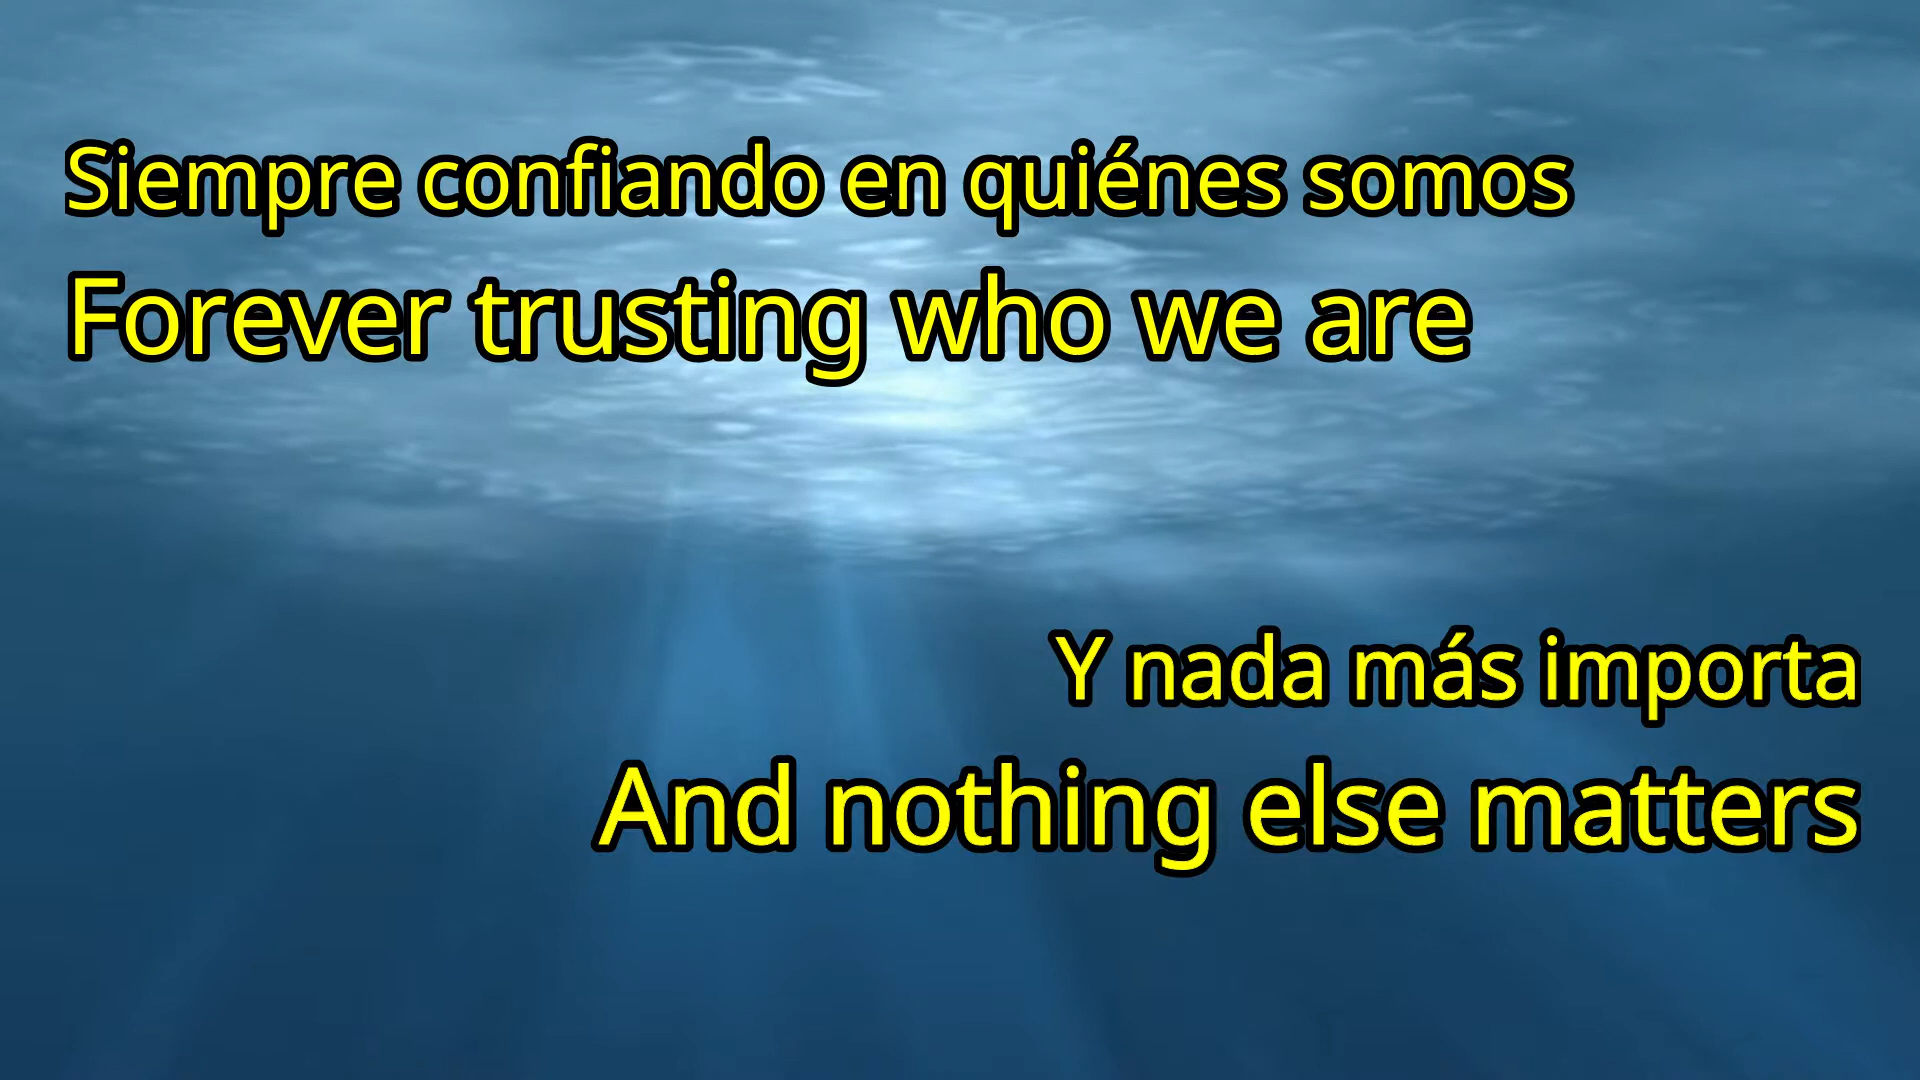 Siempre confiando en quiénes somos
Forever trusting who we are
Y nada más importa
And nothing else matters